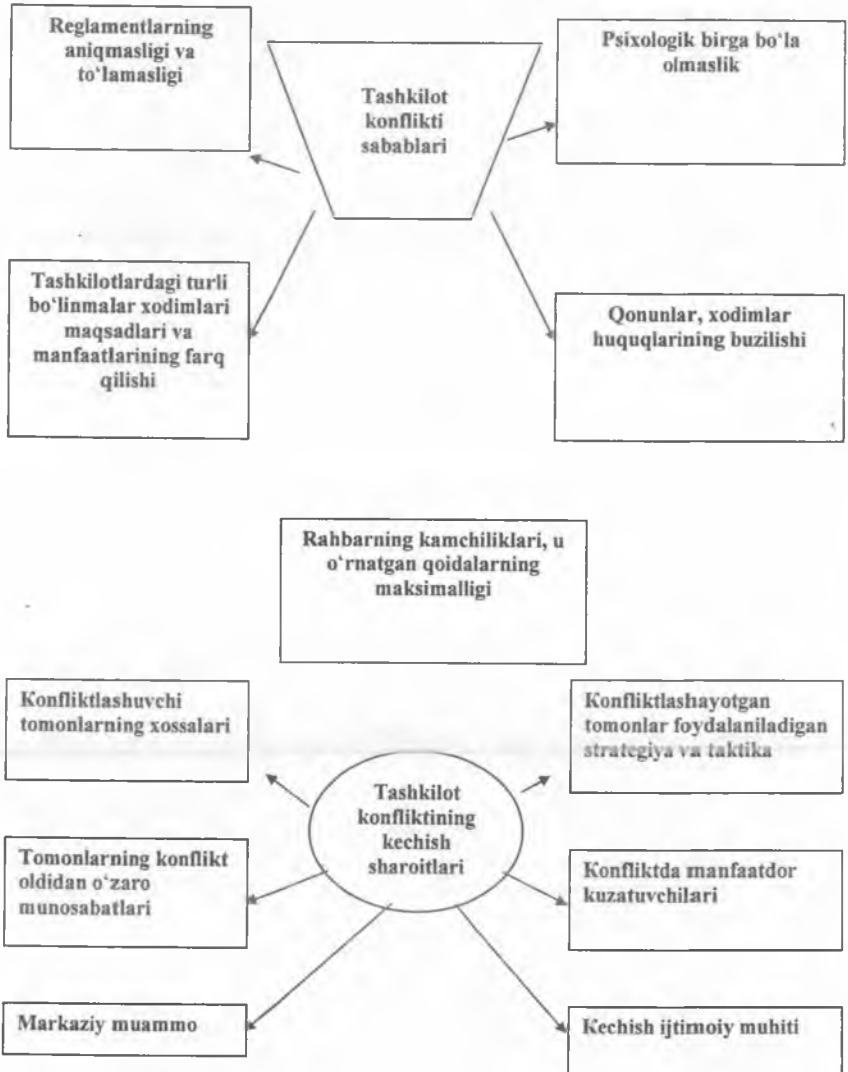 Reglamentlarning
aniqmasligi va
to‘lamasligi
Tashkilot
konflikti
sabablari
Psixologik birga bo‘la
olmaslik
Tashkilotlardagi turli
bo‘linmalar xodimlari
maqsadlari va
manfaatlarining farq
qilishi
Qonunlar, xodimlar
huquqlarining buzilishi
Rahbarning kamchiliklari, u
o‘rnatgan qoidalarning
maksimalligi
Konfliktlashuvchi
tomonlarning xossalari
Konfliktlashayotgan
tomonlar foydalaniladigan
strategiya va taktika
Tashkilot
konfliktining
kechish
sharoitlari
Tomonlarning konflikt
oldidan o‘zaro
munosabatlari
Konfliktda manfaatdor
kuzatuvchilari
Markaziy muammo
Kechish ijtimoiy muhiti